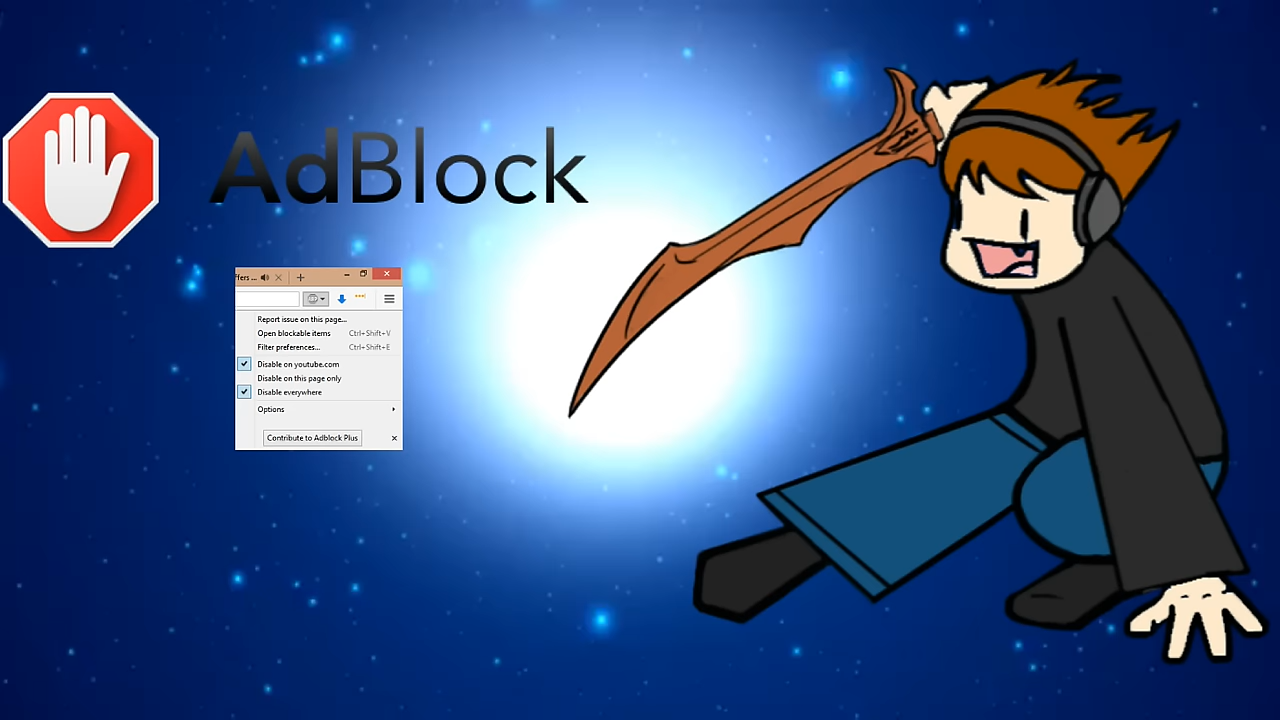 AdBlock
ffers ...
Report issue on this page...
Open blockable items Ctrl+Shift+V
Filter preferences... Ctrl+Shift+E
Disable on youtube.com
Disable on this page only
Disable everywhere
Options
Contribute to Adblock Plus